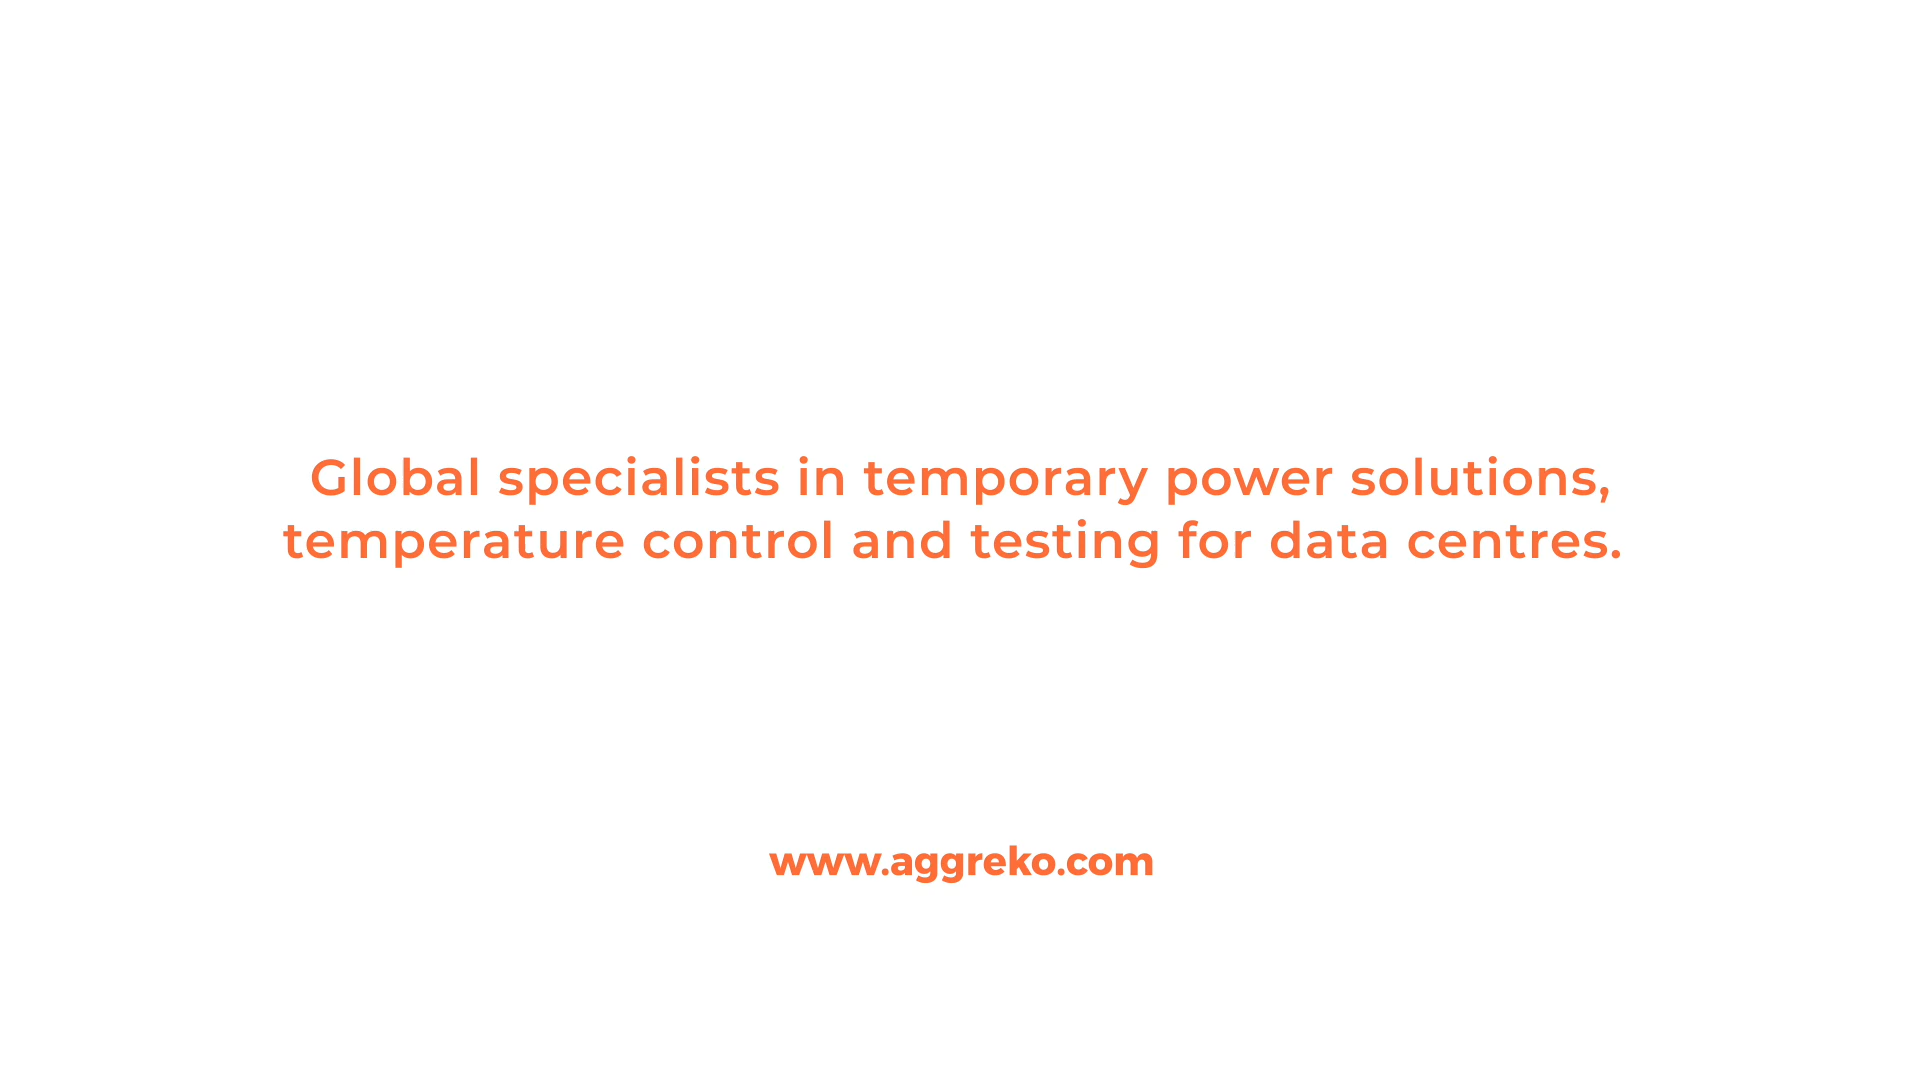 Global specialists in temporary power solutions,
temperature control and testing for data centres.
www.aggreko.com